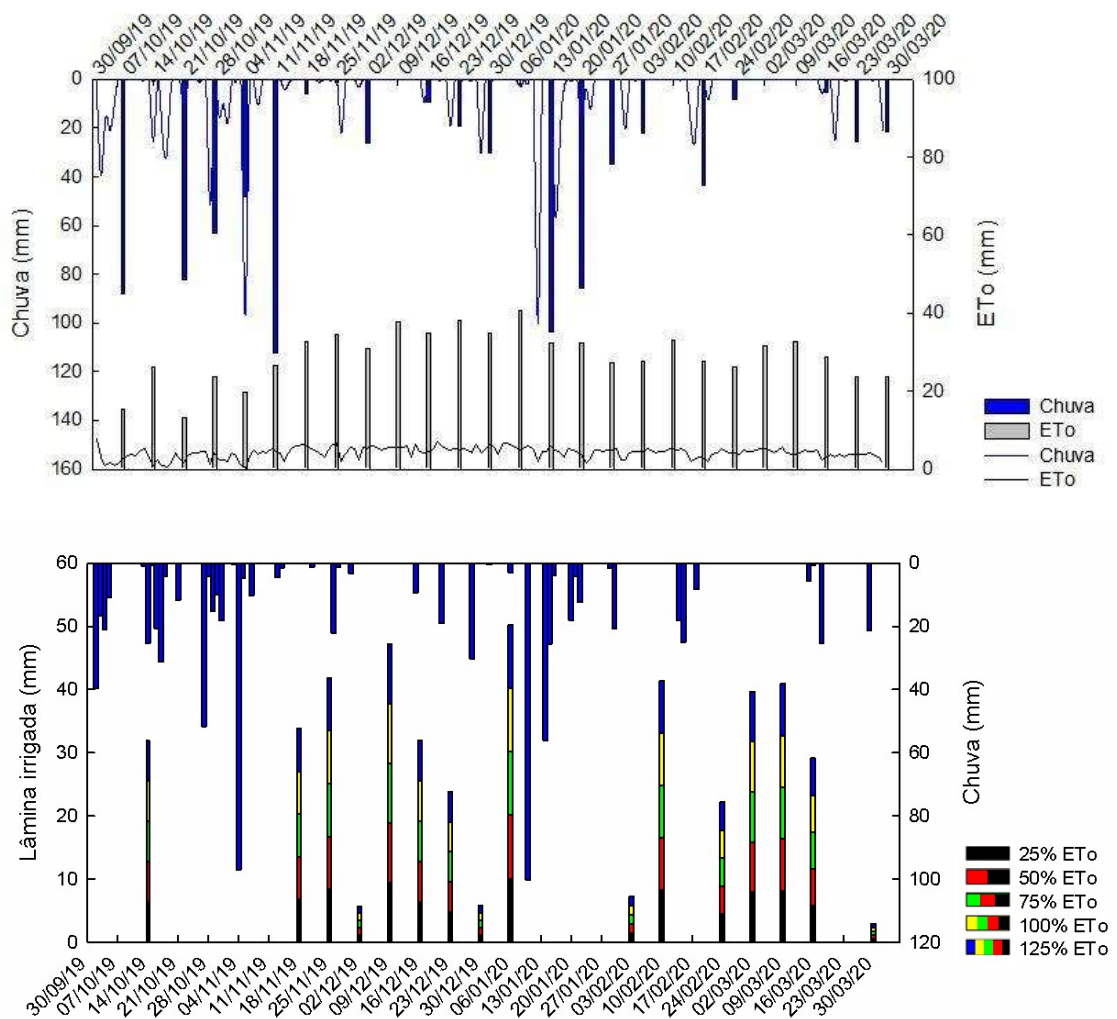 30/09/19 07/10/19 14/10/19 21/10/19 28/10/19 04/11/19 11/11/19 18/11/19 25/11/19 02/12/19 09/12/19 16/12/19 23/12/19 30/12/19 06/01/20 13/01/20 20/01/20 27/01/20 03/02/20 10/02/20 17/02/20 24/02/20 02/03/20 09/03/20 16/03/20 23/03/20 30/03/20
0 100
20
40 80
60
80 60
100
40
120
140 20
160 0
Chuva (mm)
ETo (mm)
Chuva
ETo
Chuva
ETo
60 0
50 20
40 40
30 60
20 80
10 100
0 120
Lâmina irrigada (mm)
Chuva (mm)
25% ETo
50% ETo
75% ETo
100% ETo
125% ETo
30/09/19 07/10/19 14/10/19 21/10/19 28/10/19 04/11/19 11/11/19 18/11/19 25/11/19 02/12/19 09/12/19 16/12/19 23/12/19 30/12/19 06/01/20 13/01/20 20/01/20 27/01/20 03/02/20 10/02/20 17/02/20 24/02/20 02/03/20 09/03/20 16/03/20 23/03/20 30/03/20